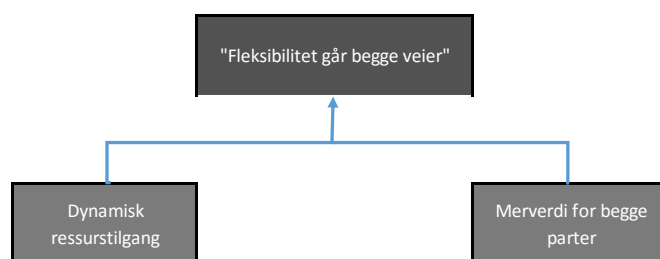 "Fleksibilitet går begge veier"
Dynamisk
ressurstilgang
Merverdi for begge
parter